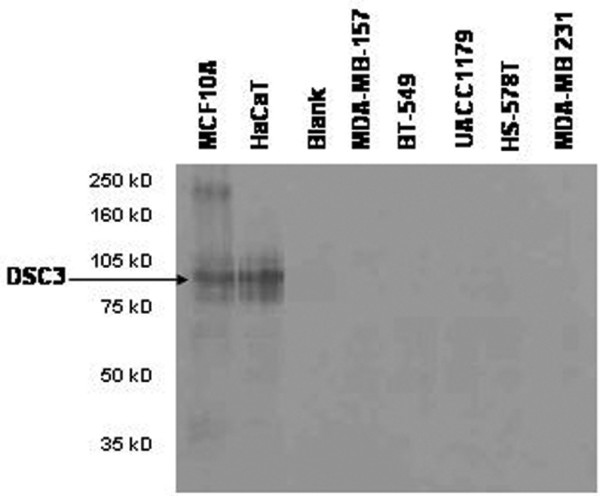 MCF10A
HaCaT
Blank
MDA-MB-157
BT-549
UACC1179
HS-578T
MDA-MB 231
250 kD
160 kD
105 kD
DSC3
75 kD
50 kD
35 kD